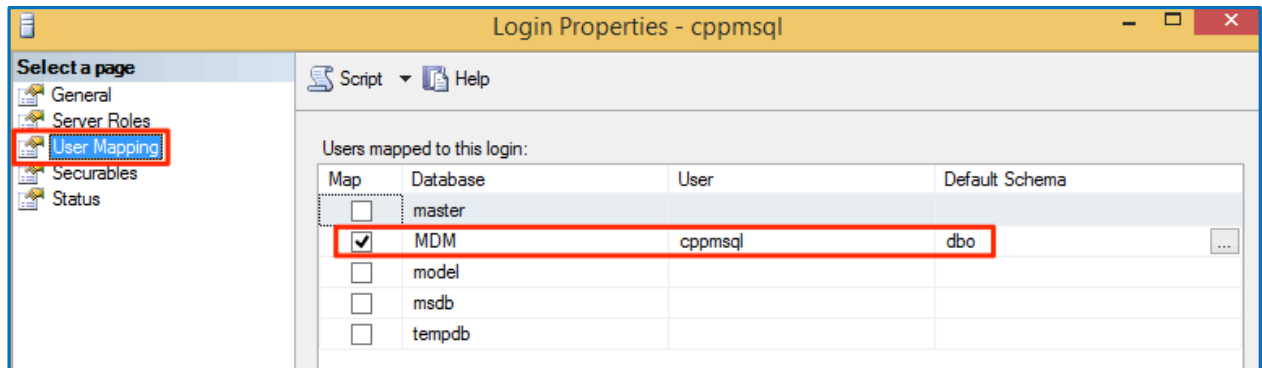 Login Properties - cppmsql
Select a page
General
Server Roles
User Mapping
Securables
Status
Script Help
Users mapped to this login:
Map Database User Default Schema
master
MDM cppmsql dbo ...
model
msdb
tempdb